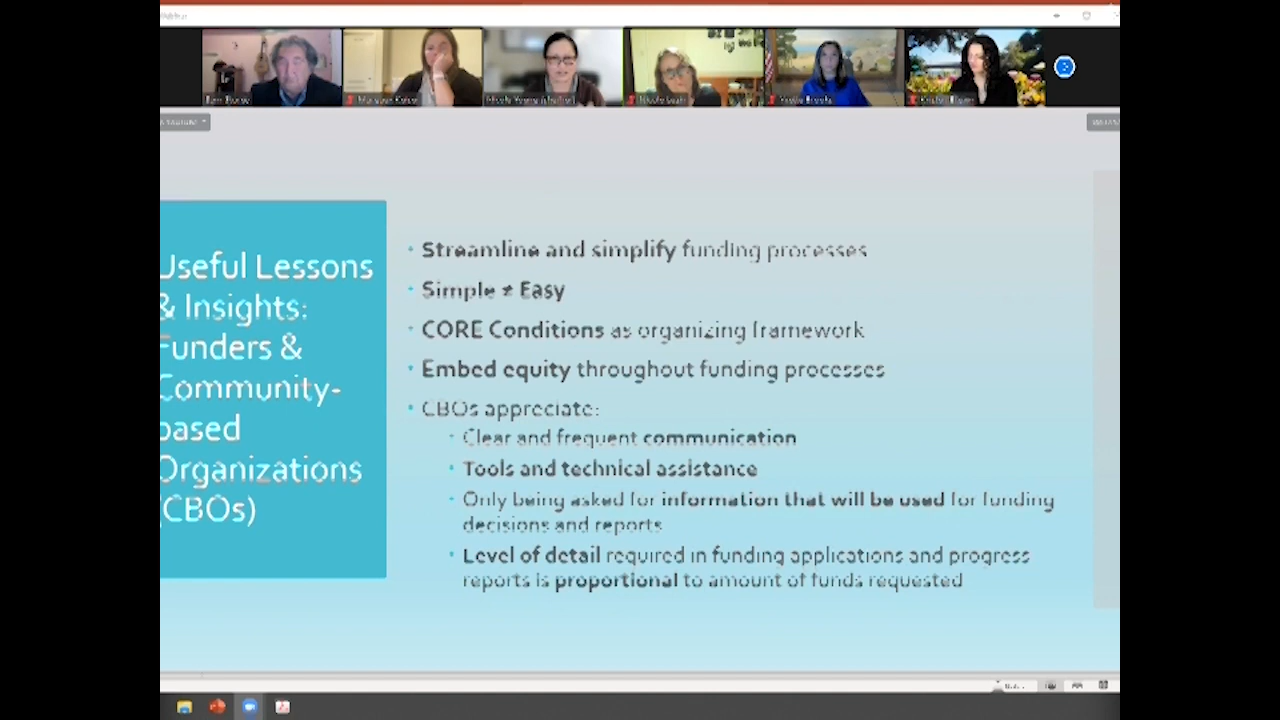 Useful Lessons
& Insights:
Funders &
Community-
based
Organizations
(CBOs)
• Streamline and simplify funding processes
• Simple ≠ Easy
• CORE Conditions as organizing framework
• Embed equity throughout funding processes
• CBOs appreciate:
• Clear and frequent communication
• Tools and technical assistance
• Only being asked for information that will be used for funding
decisions and reports
• Level of detail required in funding applications and progress
reports is proportional to amount of funds requested